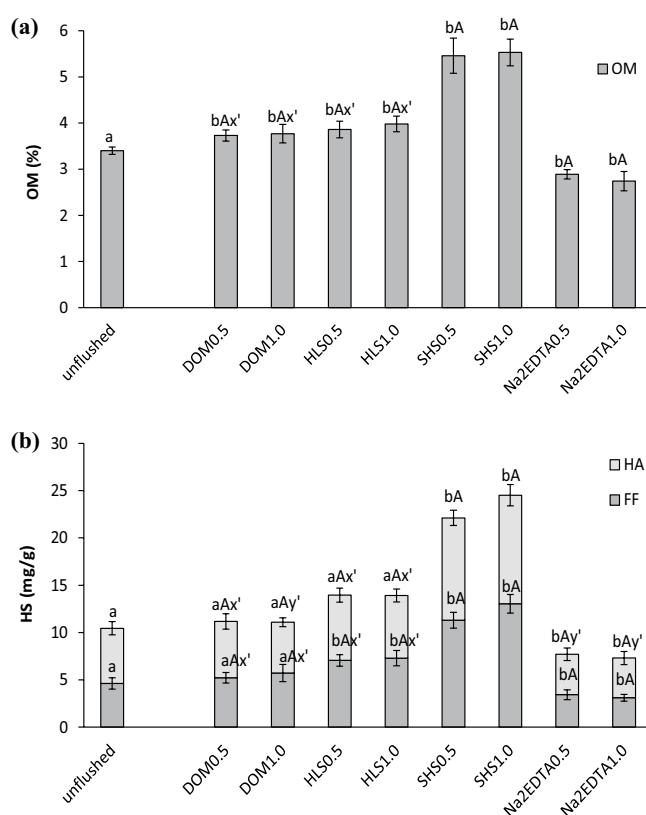 (a)
6
bA
bA
OM
5
bAx'
bAx'
bAx'
bAx'
4
a
bA
bA
OM (%)
3
2
1
0
unflushed
DOM0.5
DOM1.0
HLS0.5
HLS1.0
SHS0.5
SHS1.0
Na2EDTA0.5
Na2EDTA1.0
(b)
30
HA
FF
25
bA
bA
20
HS (mg/g)
15
aAx'
aAx'
a
aAx'
aAy'
bA
bA
10
bAy'
bAy'
bAx'
bAx'
a
aAx'
aAx'
bA
bA
5
0
unflushed
DOM0.5
DOM1.0
HLS0.5
HLS1.0
SHS0.5
SHS1.0
Na2EDTA0.5
Na2EDTA1.0